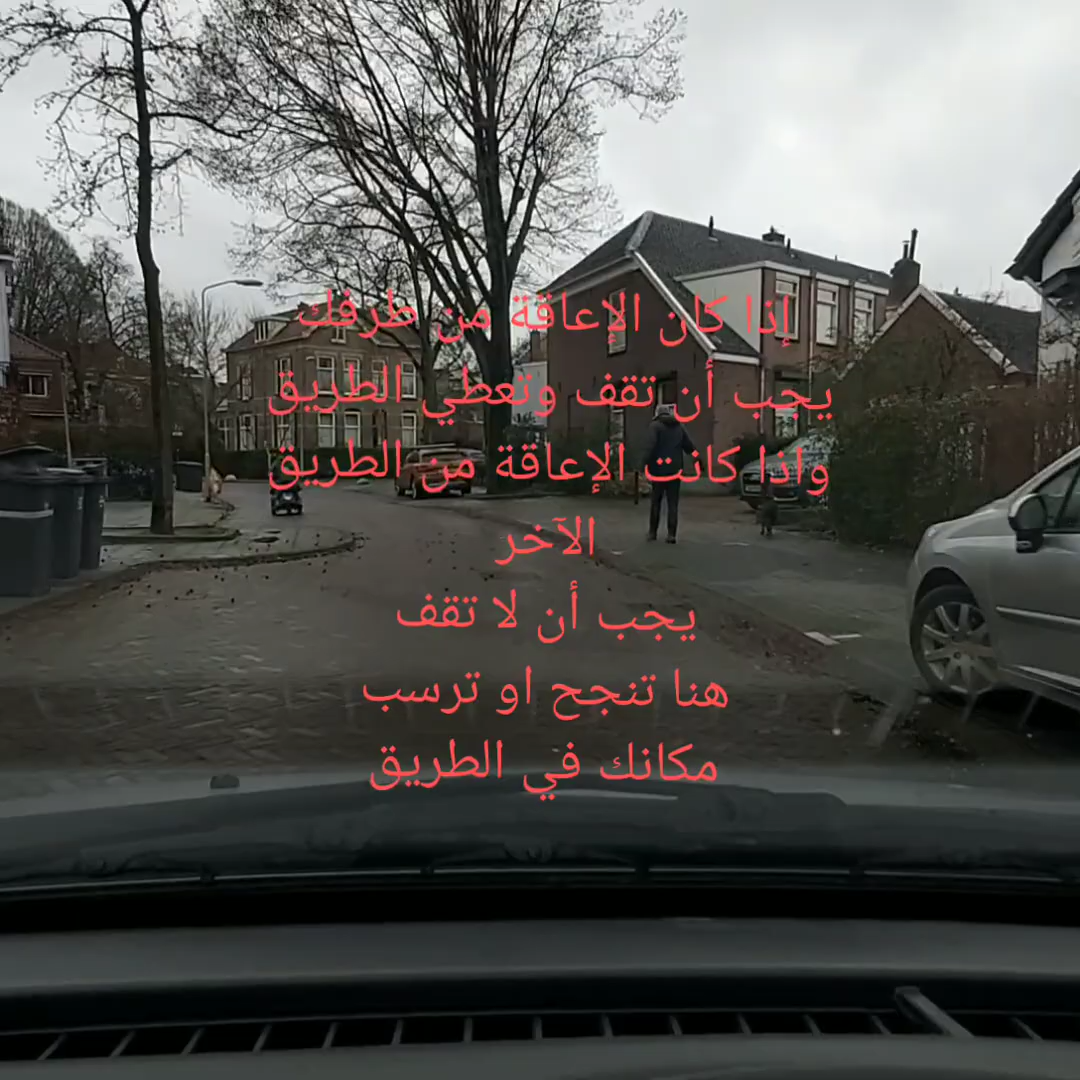 إذا كان الإعاقة من طرفك
يجب أن تقف وتعطي الطريق
واذا كانت الإعاقة من الطريق
الآخر
يجب أن لا تقف
هنا تنجح او ترسب
مكانك في الطريق